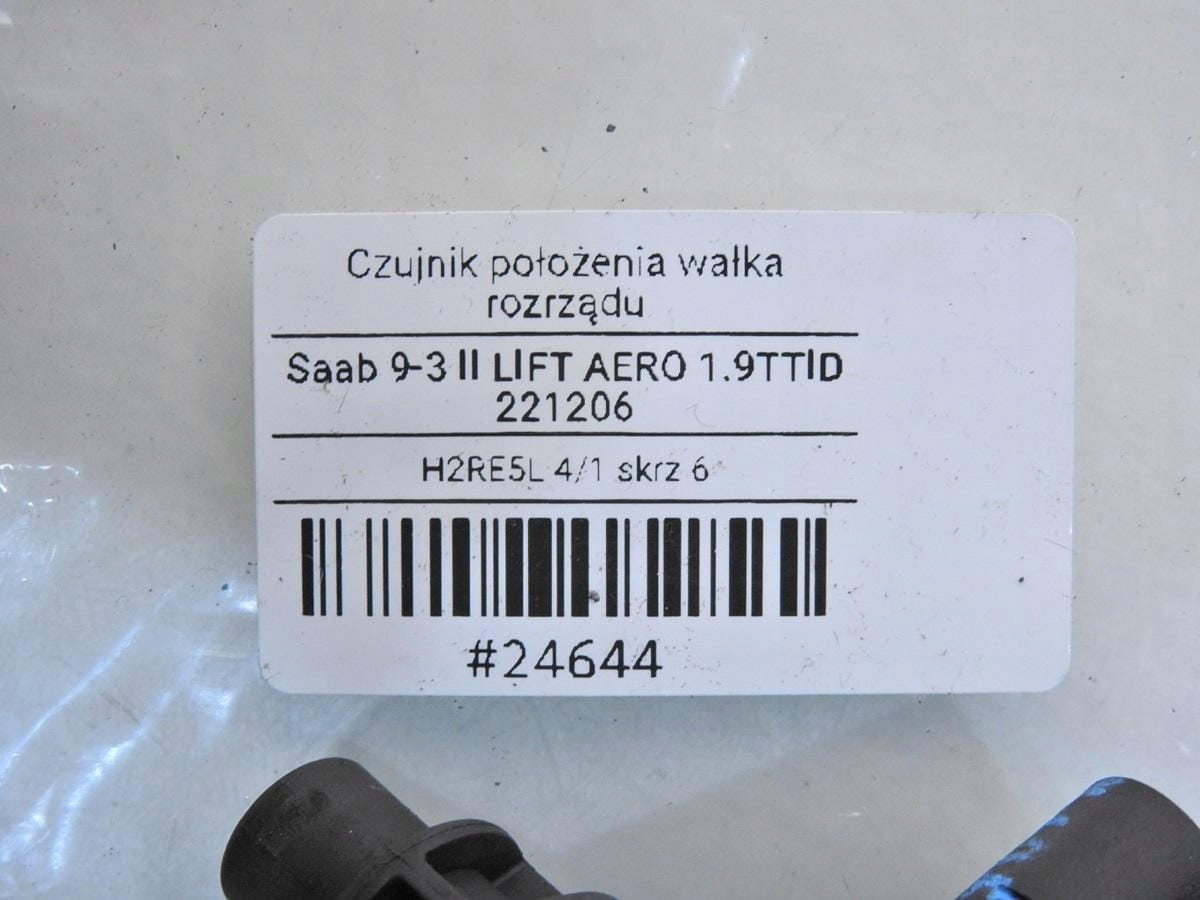 Czujnik położenia wałka
rozrządu
Saab 9-3 II LIFT AERO 1.9TTID
221206
H2RE5L 4/1 skrz 6
#24644